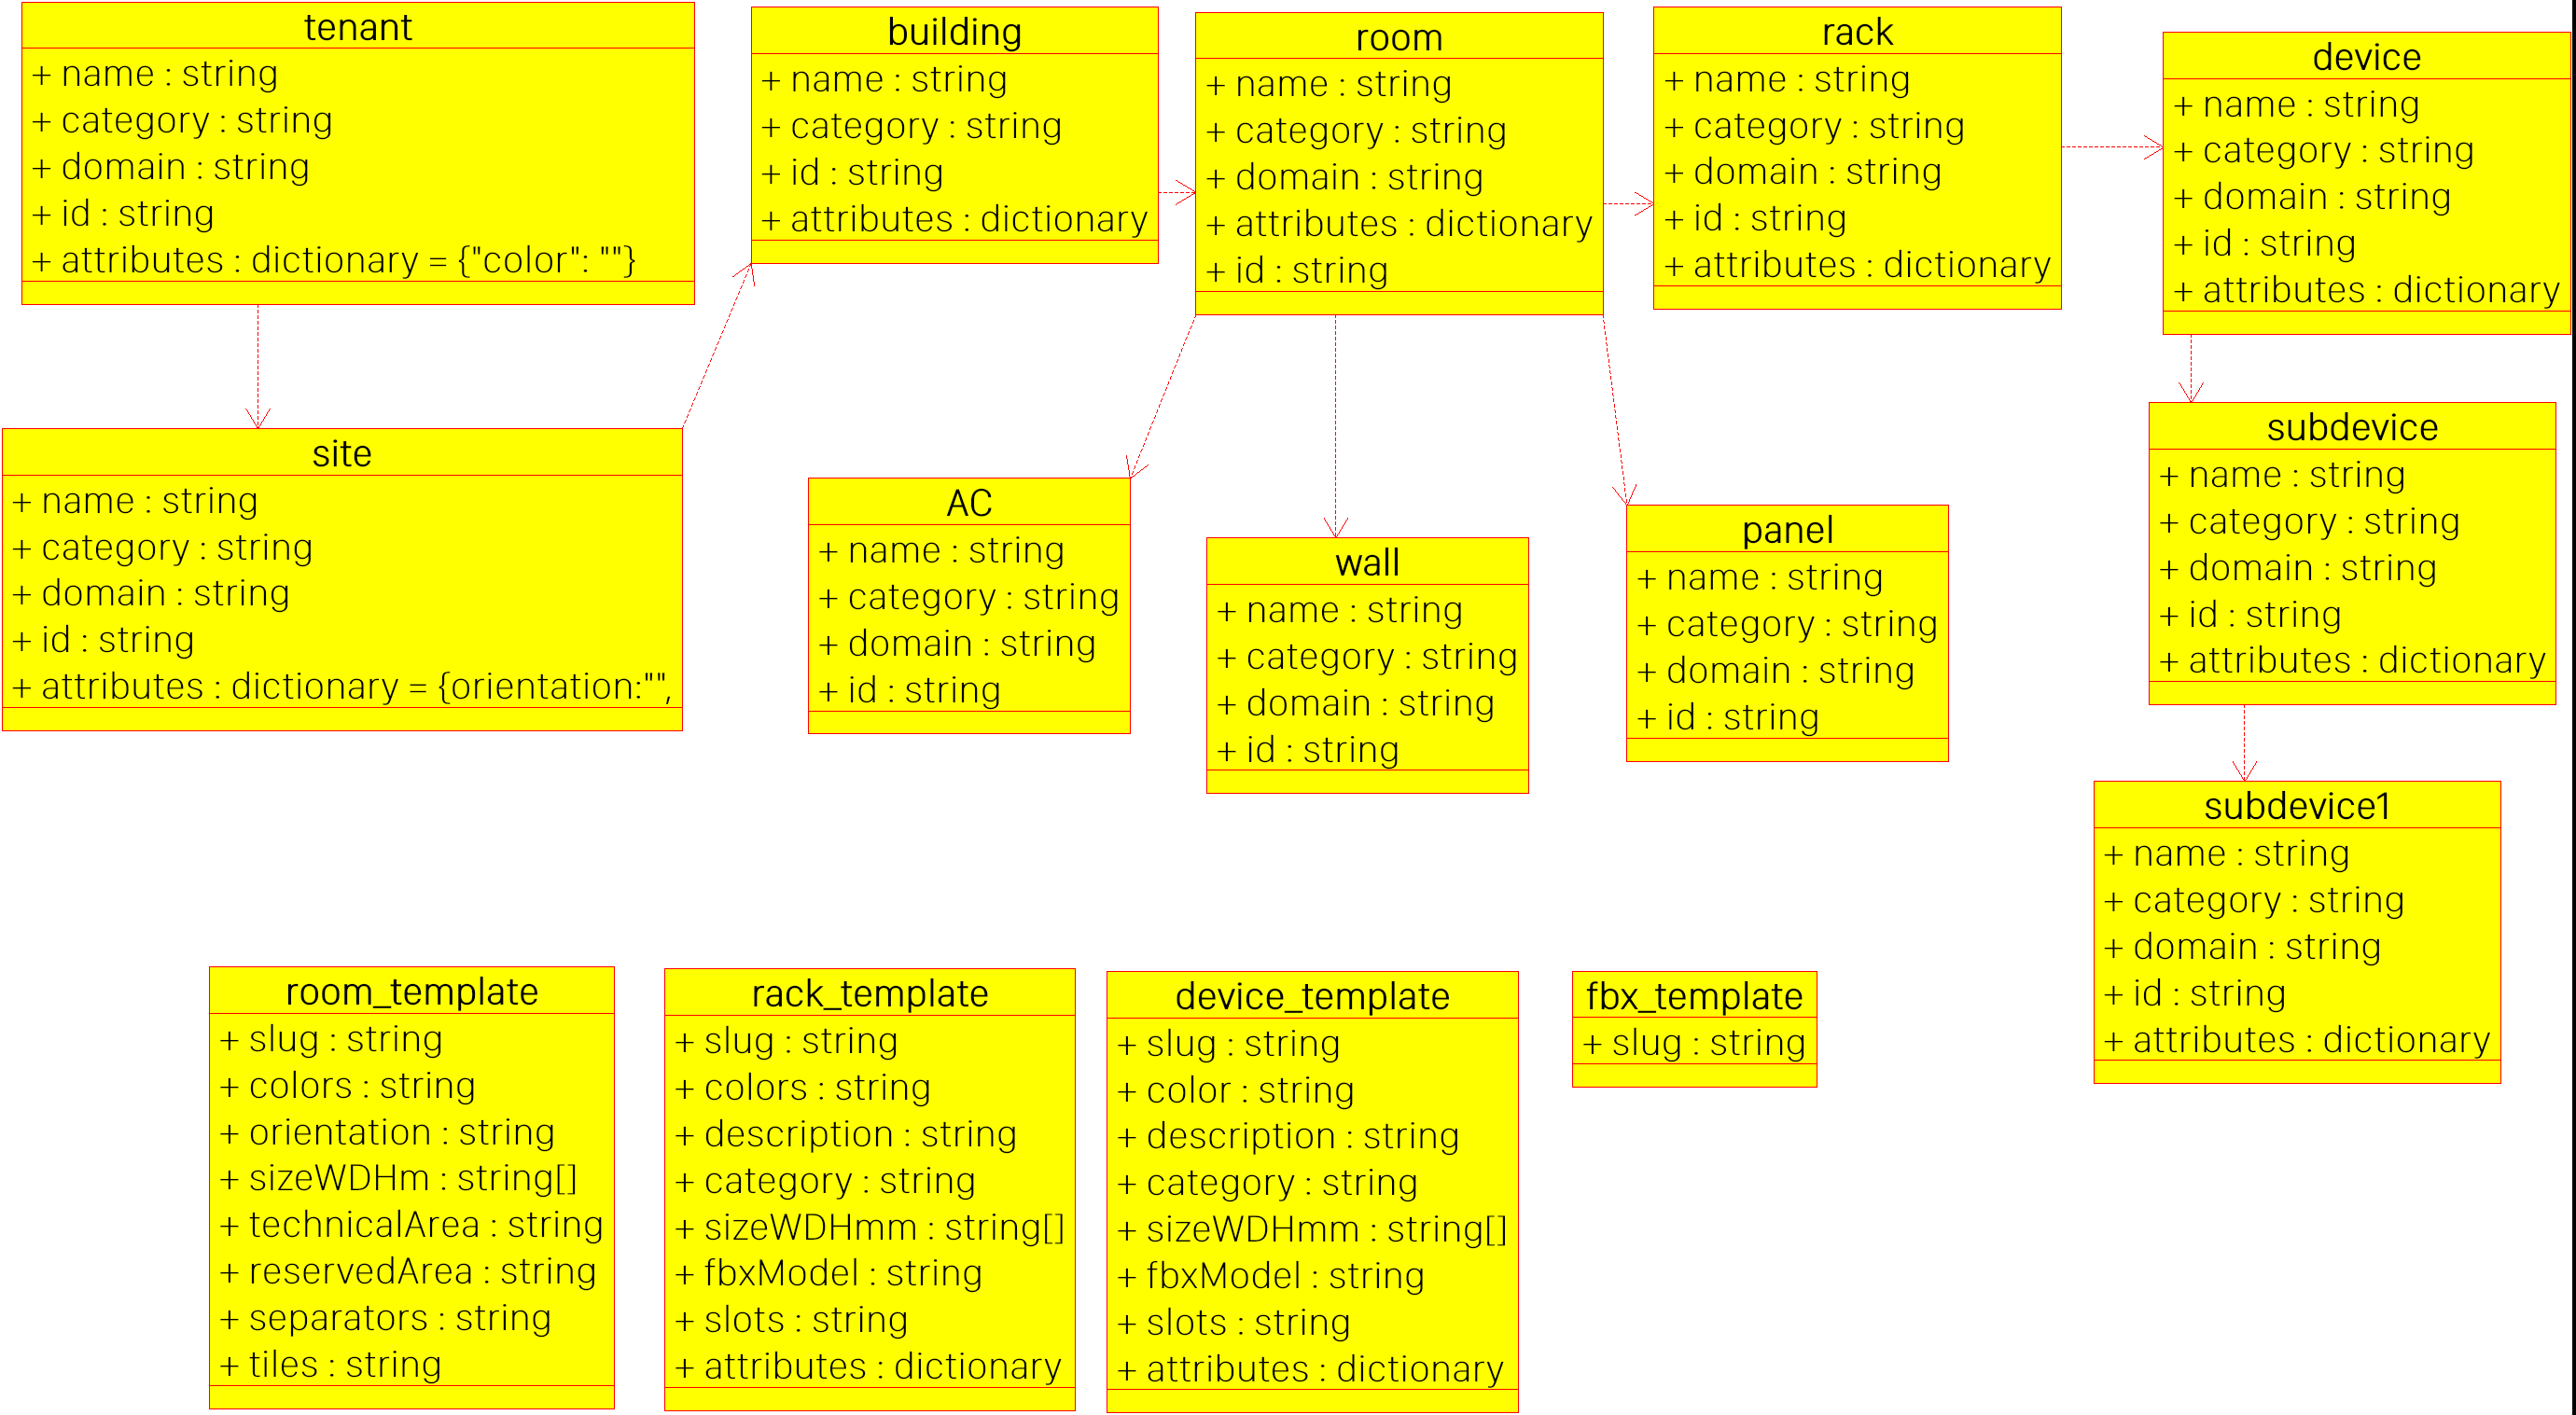 tenant
+ name : string
+ category : string
+ domain : string
+ id : string
+ attributes : dictionary = {"color": ""}
building
+ name : string
+ category : string
+ id : string
+ attributes : dictionary
room
+ name : string
+ category : string
+ domain : string
+ attributes : dictionary
+ id : string
rack
+ name : string
+ category : string
+ domain : string
+ id : string
+ attributes : dictionary
device
+ name : string
+ category : string
+ domain : string
+ id : string
+ attributes : dictionary
site
+ name : string
+ category : string
+ domain : string
+ id : string
+ attributes : dictionary = {orientation:"",
AC
+ name : string
+ category : string
+ domain : string
+ id : string
wall
+ name : string
+ category : string
+ domain : string
+ id : string
panel
+ name : string
+ category : string
+ domain : string
+ id : string
subdevice
+ name : string
+ category : string
+ domain : string
+ id : string
+ attributes : dictionary
subdevice1
+ name : string
+ category : string
+ domain : string
+ id : string
+ attributes : dictionary
room_template
+ slug : string
+ colors : string
+ orientation : string
+ sizeWDHm : string[]
+ technicalArea : string
+ reservedArea : string
+ separators : string
+ tiles : string
rack_template
+ slug : string
+ colors : string
+ description : string
+ category : string
+ sizeWDHmm : string[]
+ fbxModel : string
+ slots : string
+ attributes : dictionary
device_template
+ slug : string
+ color : string
+ description : string
+ category : string
+ sizeWDHmm : string[]
+ fbxModel : string
+ slots : string
+ attributes : dictionary
fbx_template
+ slug : string